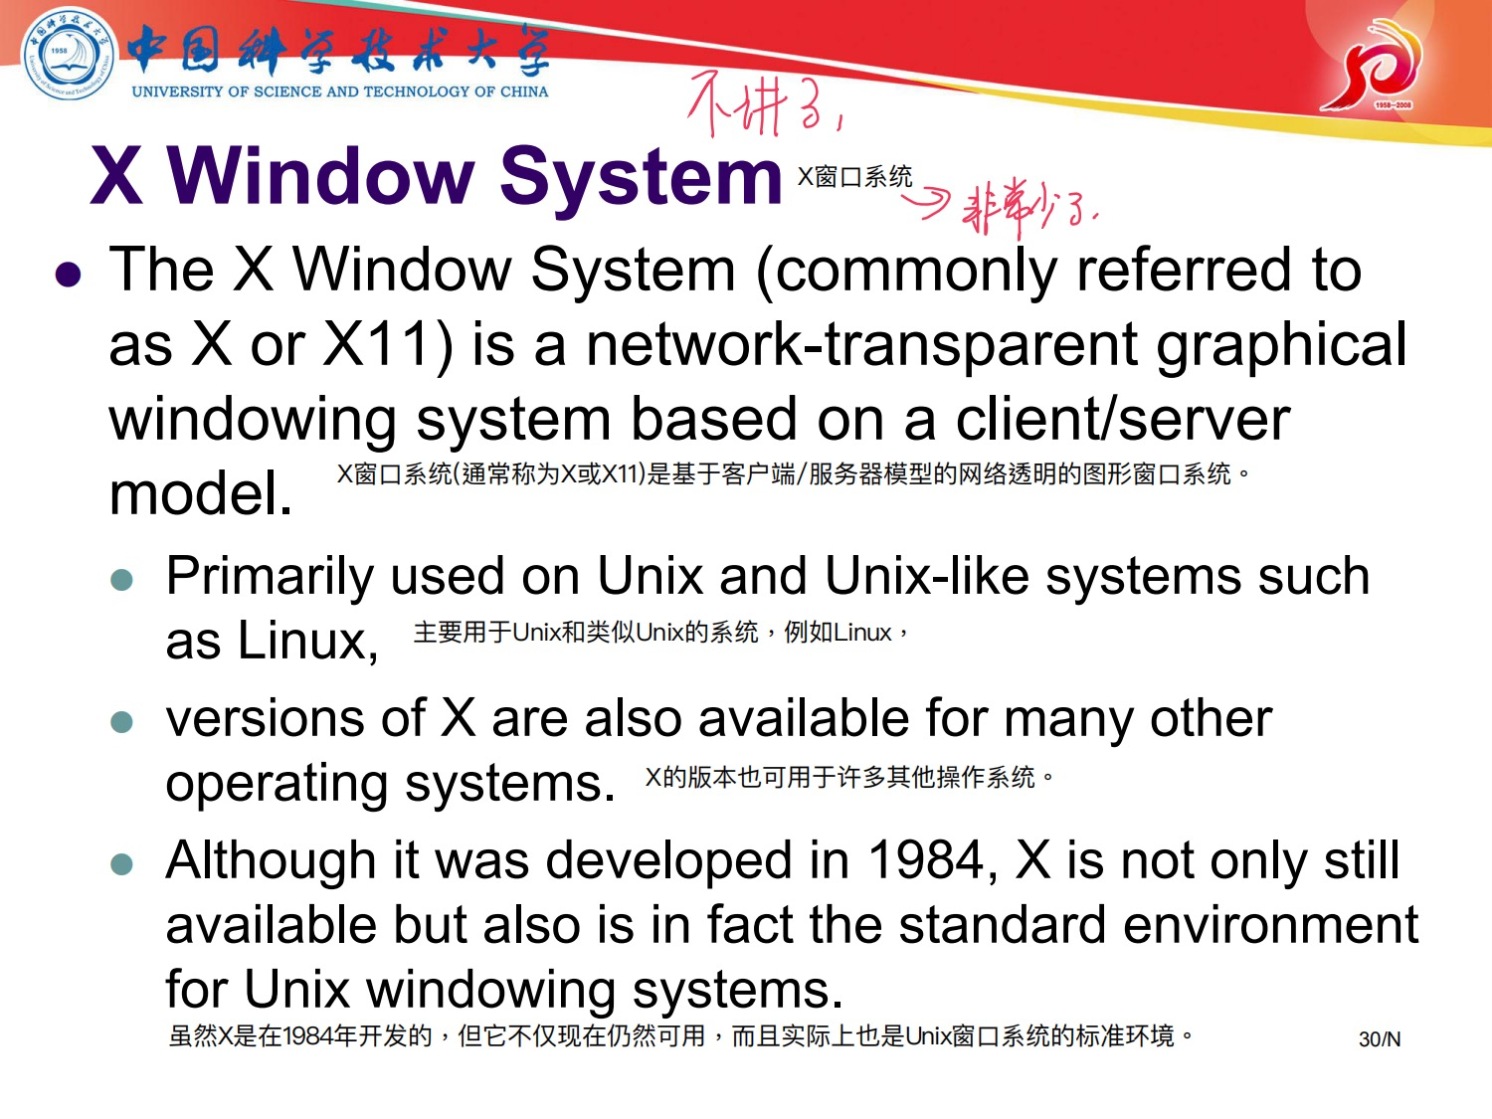 中国科学技术大学
UNIVERSITY OF SCIENCE AND TECHNOLOGY OF CHINA
1958
1958-2008
不讲了,
X Window System X窗口系统
非常少了.
The X Window System (commonly referred to
as X or X11) is a network-transparent graphical
windowing system based on a client/server
model. X窗口系统(通常称为X或X11)是基于客户端/服务器模型的网络透明的图形窗口系统。
Primarily used on Unix and Unix-like systems such
as Linux, 主要用于Unix和类似Unix的系统，例如Linux，
versions of X are also available for many other
operating systems. X的版本也可用于许多其他操作系统。
Although it was developed in 1984, X is not only still
available but also is in fact the standard environment
for Unix windowing systems.
虽然X是在1984年开发的，但它不仅现在仍然可用，而且实际上也是Unix窗口系统的标准环境。
30/N